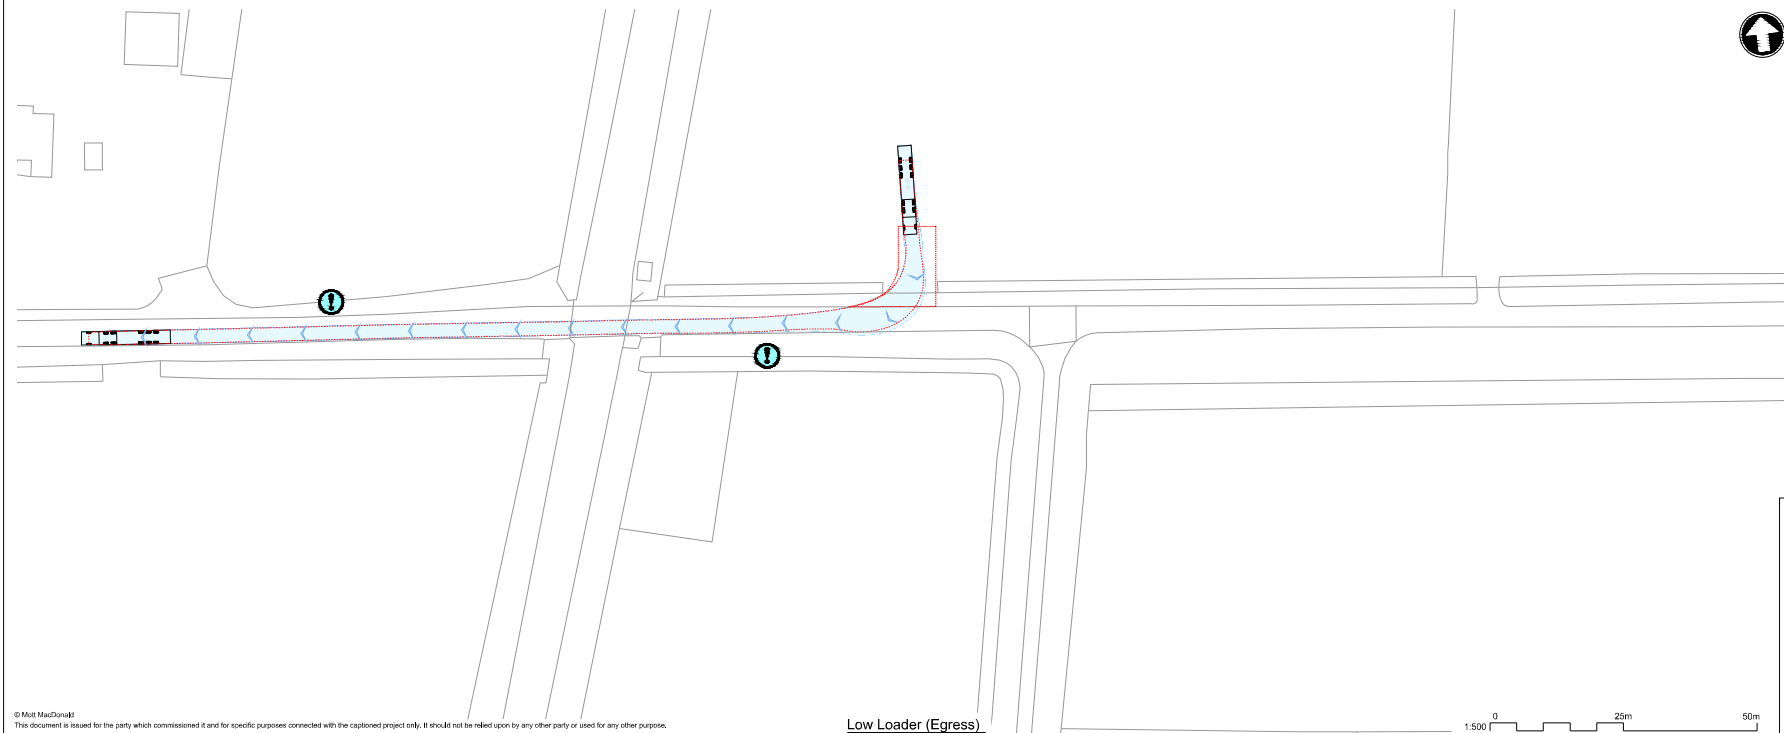 © Mott MacDonald
This document is issued for the party which commissioned it and for specific purposes connected with the captioned project only. It should not be relied upon by any other party or used for any other purpose.
Low Loader (Egress)
1:500
0 25m 50m